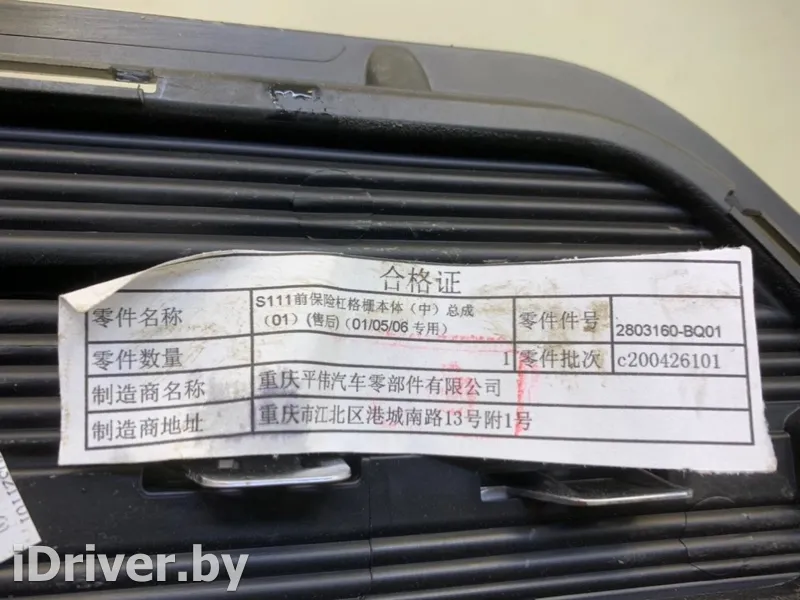 合格证
零件名称 S111前保险杠格栅本体（中）总成 零件件号 2803160-BQ01
（01）(售后)（01/05/06 专用）
零件数量 1 零件批次 c200426101
制造商名称 重庆平伟汽车零部件有限公司
制造商地址 重庆市江北区港城南路13号附1号
iDriver.by